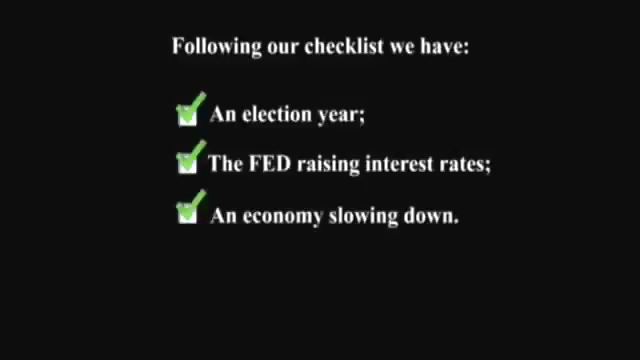 Following our checklist we have:
An election year;
The FED raising interest rates;
An economy slowing down.